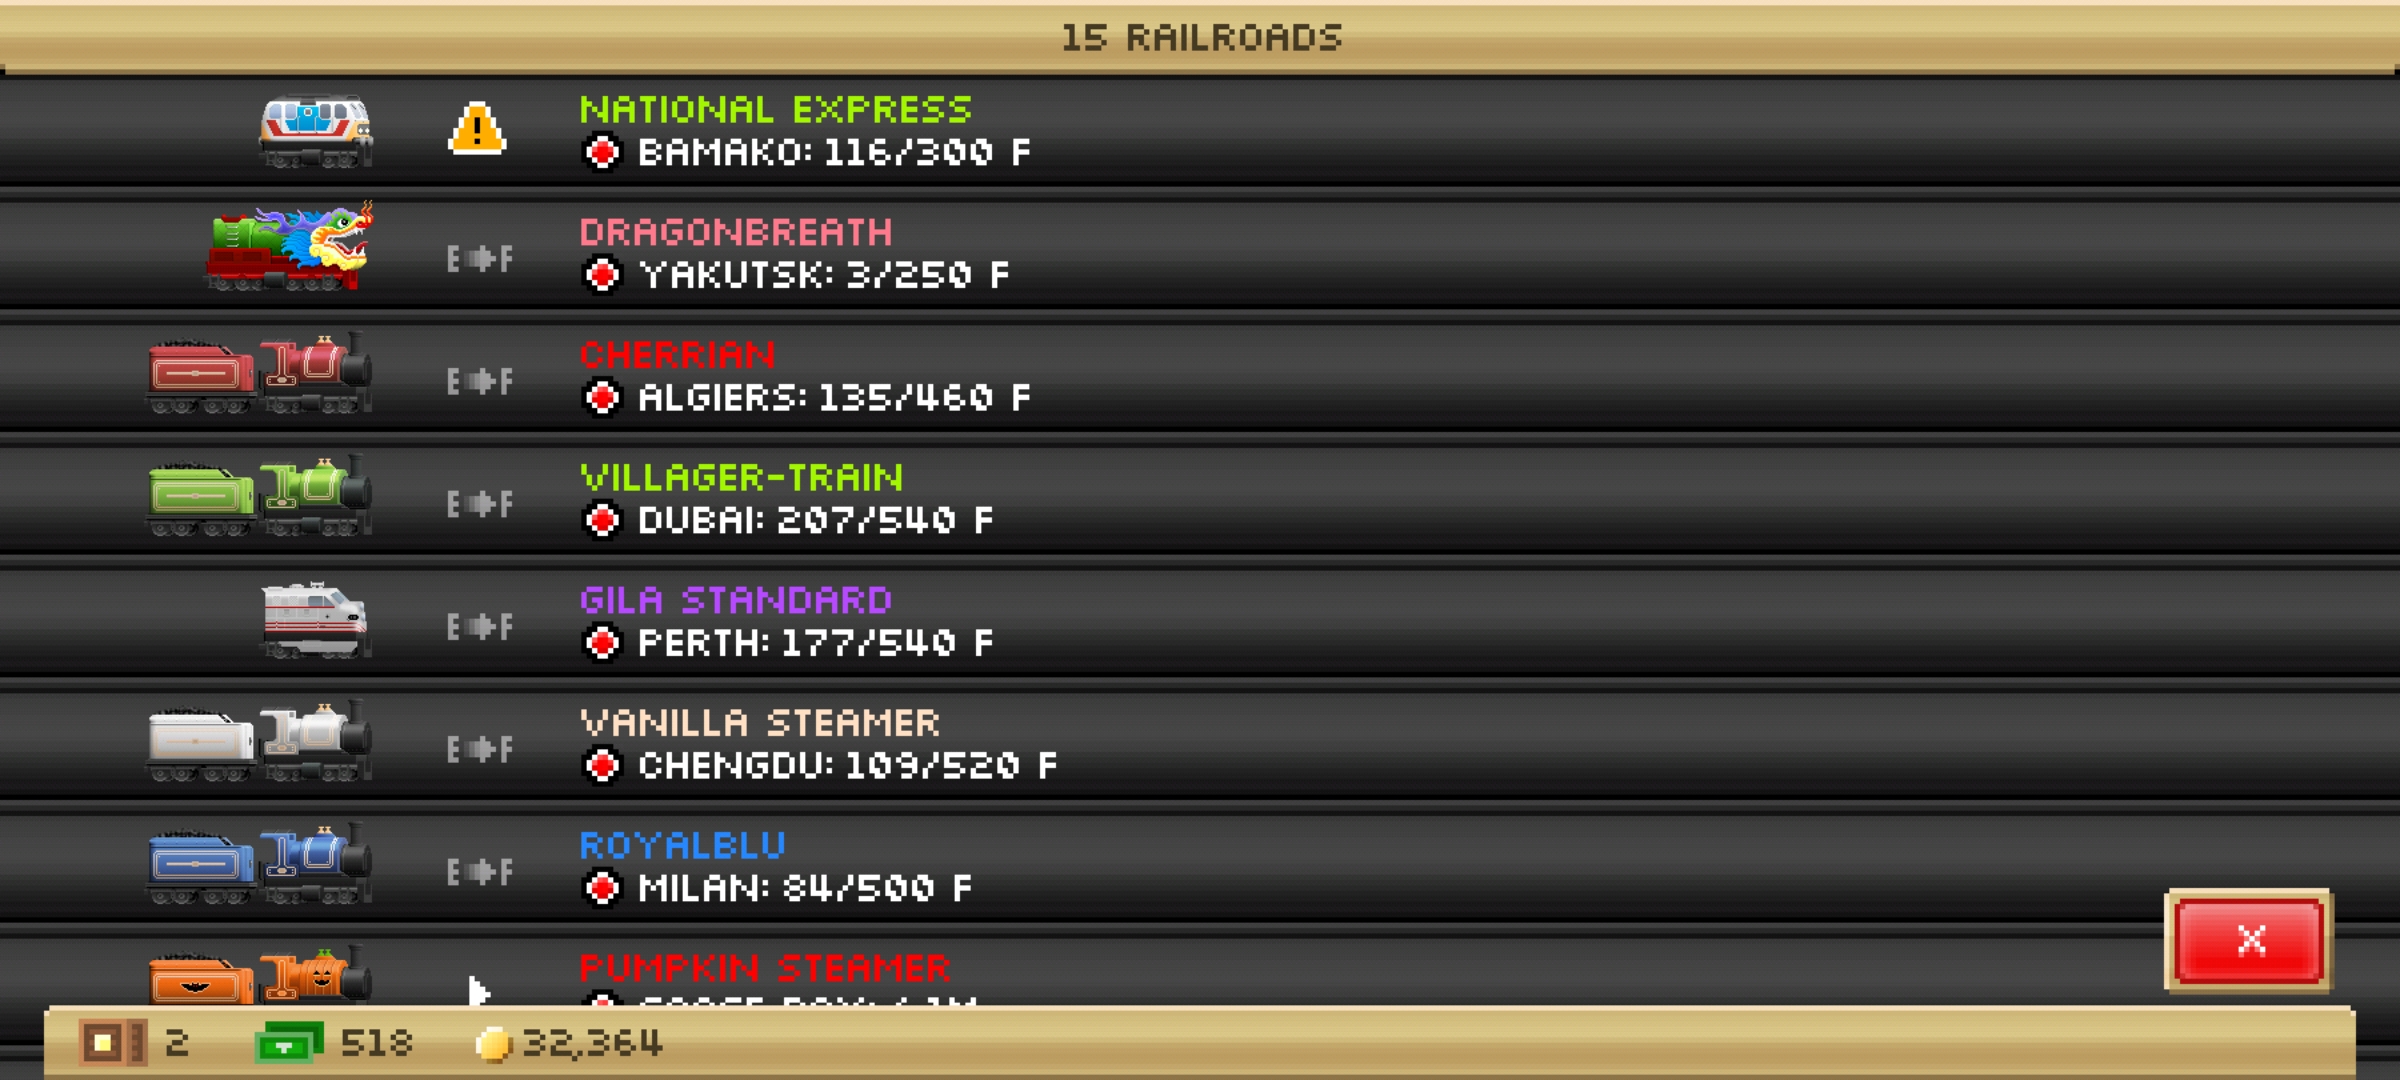 15 RAILROADS
!
NATIONAL EXPRESS
BAMAKO: 116/300 F
DRAGONBREATH
E F
YAKUTSK: 3/250 F
CHERRIAN
E F
ALGIERS: 135/460 F
VILLAGER-TRAIN
E F
DUBAI: 207/540 F
GILA STANDARD
E F
PERTH: 177/540 F
VANILLA STEAMER
E F
CHENGDU: 109/520 F
ROYALBLU
E F
MILAN: 84/500 F
PUMPKIN STEAMER
X
2 518 32,364